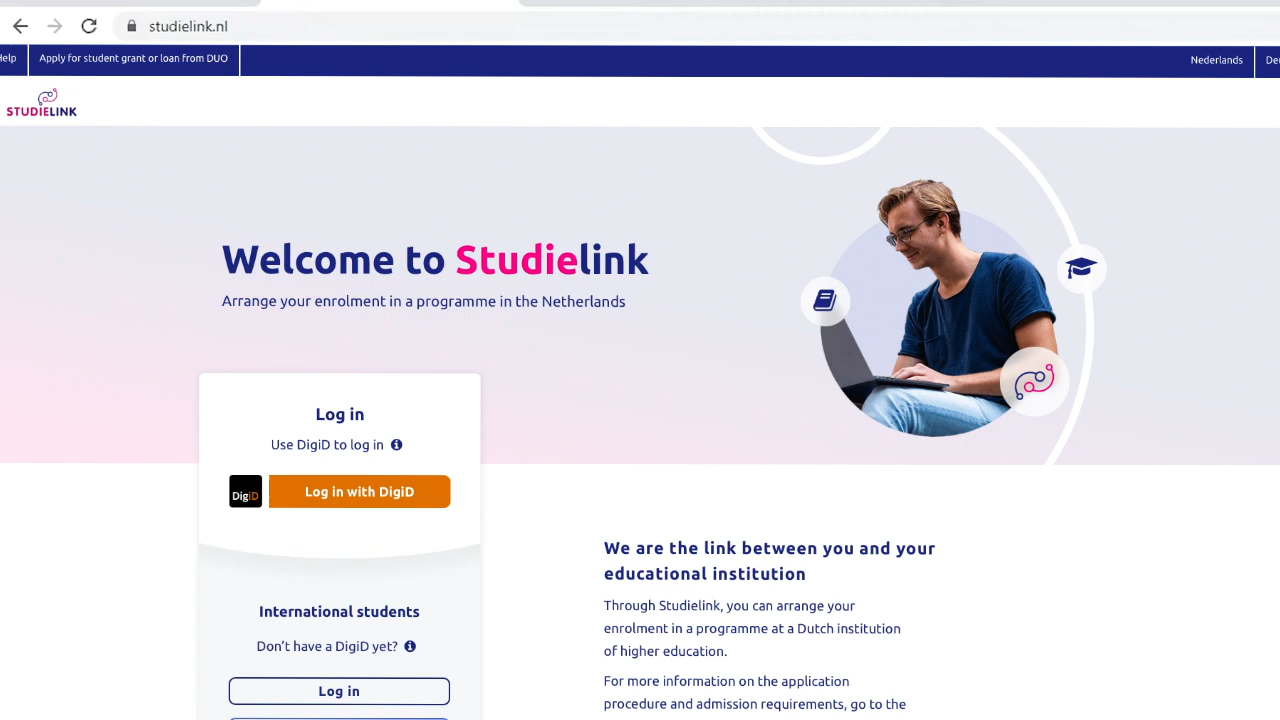 studielink.nl
Help
Apply for student grant or loan from DUO
Nederlands
STUDIELINK
Welcome to Studielink
Arrange your enrolment in a programme in the Netherlands
Log in
Use DigiD to log in
DigiD
Log in with DigiD
International students
Don't have a DigiD yet?
Log in
We are the link between you and your
educational institution
Through Studielink, you can arrange your
enrolment in a programme at a Dutch institution
of higher education.
For more information on the application
procedure and admission requirements, go to the